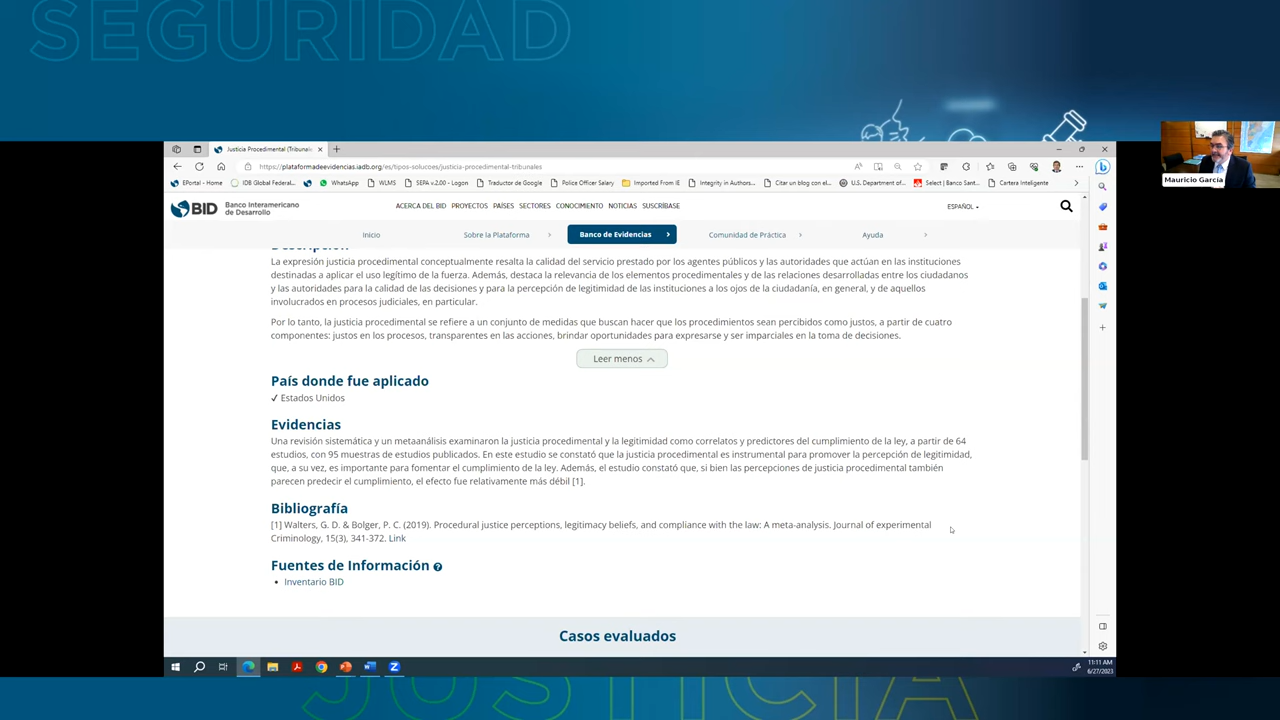 SEGURIDAD
Justicia Procedimental (Tribunale
https://plataformadeevidencias.iadb.org/es/tipos-solucoes/justicia-procedimental-tribunales
EPortal - Home
IDB Global Federal...
WhatsApp
WLMS
SEPA v.2.00 - Logon
Traductor de Google
Police Officer Salary
Imported From IE
Integrity in Authors...
Citar un blog con el...
U.S. Department of...
Select | Banco Sant...
Cartera Inteligente
BID
Banco Interamericano
de Desarrollo
ACERCA DEL BID PROYECTOS PAÍSES SECTORES CONOCIMIENTO NOTICIAS SUSCRÍBASE
ESPAÑOL
Inicio
Sobre la Plataforma
Banco de Evidencias
Comunidad de Práctica
Ayuda
Descripción
La expresión justicia procedimental conceptualmente resalta la calidad del servicio prestado por los agentes públicos y las autoridades que actúan en las instituciones
destinadas a aplicar el uso legítimo de la fuerza. Además, destaca la relevancia de los elementos procedimentales y de las relaciones desarrolladas entre los ciudadanos
y las autoridades para la calidad de las decisiones y para la percepción de legitimidad de las instituciones a los ojos de la ciudadanía, en general, y de aquellos
involucrados en procesos judiciales, en particular.
Por lo tanto, la justicia procedimental se refiere a un conjunto de medidas que buscan hacer que los procedimientos sean percibidos como justos, a partir de cuatro
componentes: justos en los procesos, transparentes en las acciones, brindar oportunidades para expresarse y ser imparciales en la toma de decisiones.
Leer menos
País donde fue aplicado
✓ Estados Unidos
Evidencias
Una revisión sistemática y un metaanálisis examinaron la justicia procedimental y la legitimidad como correlatos y predictores del cumplimiento de la ley, a partir de 64
estudios, con 95 muestras de estudios publicados. En este estudio se constató que la justicia procedimental es instrumental para promover la percepción de legitimidad,
que, a su vez, es importante para fomentar el cumplimiento de la ley. Además, el estudio constató que, si bien las percepciones de justicia procedimental también
parecen predecir el cumplimiento, el efecto fue relativamente más débil [1].
Bibliografía
[1] Walters, G. D. & Bolger, P. C. (2019). Procedural justice perceptions, legitimacy beliefs, and compliance with the law: A meta-analysis. Journal of experimental
Criminology, 15(3), 341-372. Link
Fuentes de Información ?
• Inventario BID
Casos evaluados
11:11 AM
6/27/2023
Mauricio García
JUSTICIA